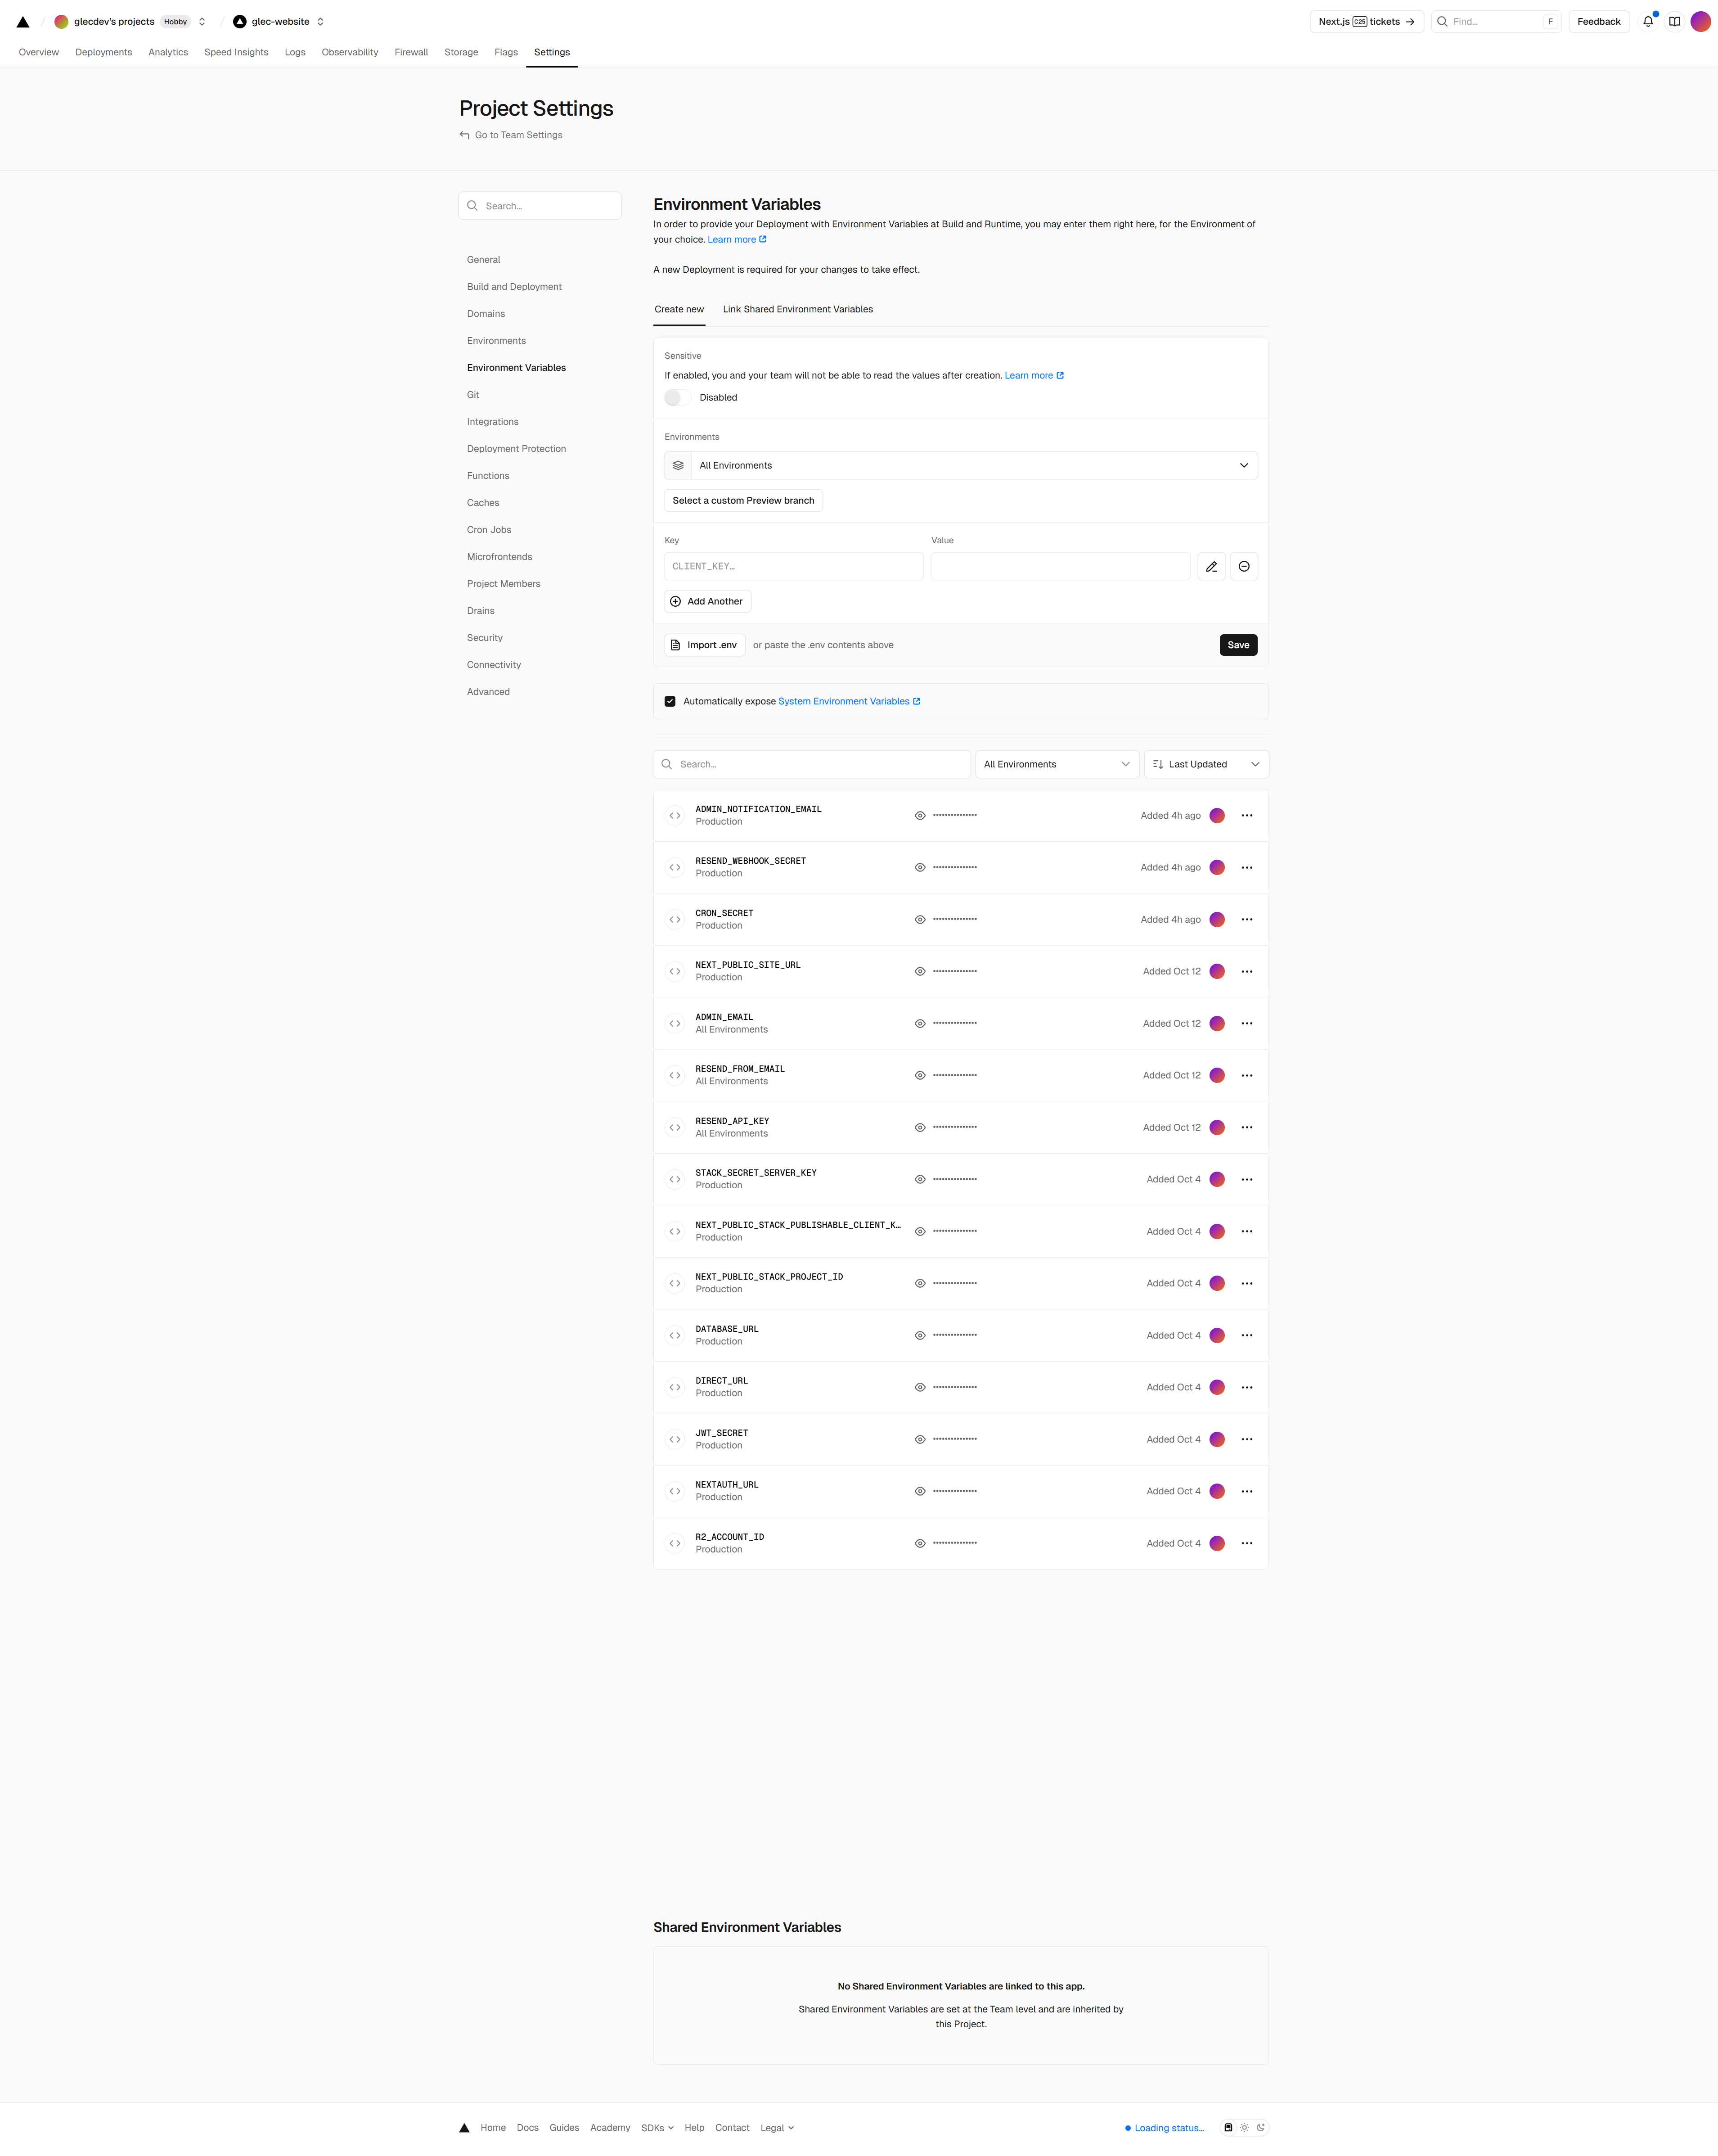 glecdev's projects Hobby glec-website Next.js C25 tickets Find... F Feedback
Overview Deployments Analytics Speed Insights Logs Observability Firewall Storage Flags Settings
Project Settings
Go to Team Settings
Search...
General
Build and Deployment
Domains
Environments
Environment Variables
Git
Integrations
Deployment Protection
Functions
Caches
Cron Jobs
Microfrontends
Project Members
Drains
Security
Connectivity
Advanced
Environment Variables
In order to provide your Deployment with Environment Variables at Build and Runtime, you may enter them right here, for the Environment of
your choice. Learn more
A new Deployment is required for your changes to take effect.
Create new Link Shared Environment Variables
Sensitive
If enabled, you and your team will not be able to read the values after creation. Learn more
Disabled
Environments
All Environments
Select a custom Preview branch
Key Value
CLIENT_KEY...
Add Another
Import .env or paste the .env contents above Save
Automatically expose System Environment Variables
Search... All Environments Last Updated
ADMIN_NOTIFICATION_EMAIL
Production
••••••••••••••• Added 4h ago
RESEND_WEBHOOK_SECRET
Production
••••••••••••••• Added 4h ago
CRON_SECRET
Production
••••••••••••••• Added 4h ago
NEXT_PUBLIC_SITE_URL
Production
••••••••••••••• Added Oct 12
ADMIN_EMAIL
All Environments
••••••••••••••• Added Oct 12
RESEND_FROM_EMAIL
All Environments
••••••••••••••• Added Oct 12
RESEND_API_KEY
All Environments
••••••••••••••• Added Oct 12
STACK_SECRET_SERVER_KEY
Production
••••••••••••••• Added Oct 4
NEXT_PUBLIC_STACK_PUBLISHABLE_CLIENT_K…
Production
••••••••••••••• Added Oct 4
NEXT_PUBLIC_STACK_PROJECT_ID
Production
••••••••••••••• Added Oct 4
DATABASE_URL
Production
••••••••••••••• Added Oct 4
DIRECT_URL
Production
••••••••••••••• Added Oct 4
JWT_SECRET
Production
••••••••••••••• Added Oct 4
NEXTAUTH_URL
Production
••••••••••••••• Added Oct 4
R2_ACCOUNT_ID
Production
••••••••••••••• Added Oct 4
Shared Environment Variables
No Shared Environment Variables are linked to this app.
Shared Environment Variables are set at the Team level and are inherited by
this Project.
Home Docs Guides Academy SDKs Help Contact Legal Loading status...